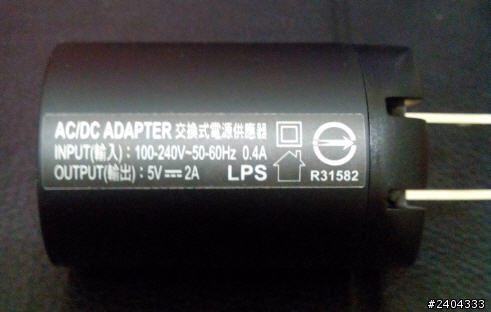 AC/DC ADAPTER 交換式電源供應器
INPUT(輸入)：100-240V~50-60Hz 0.4A
OUTPUT(輸出)：5V⎓2A LPS
R31582
#2404333